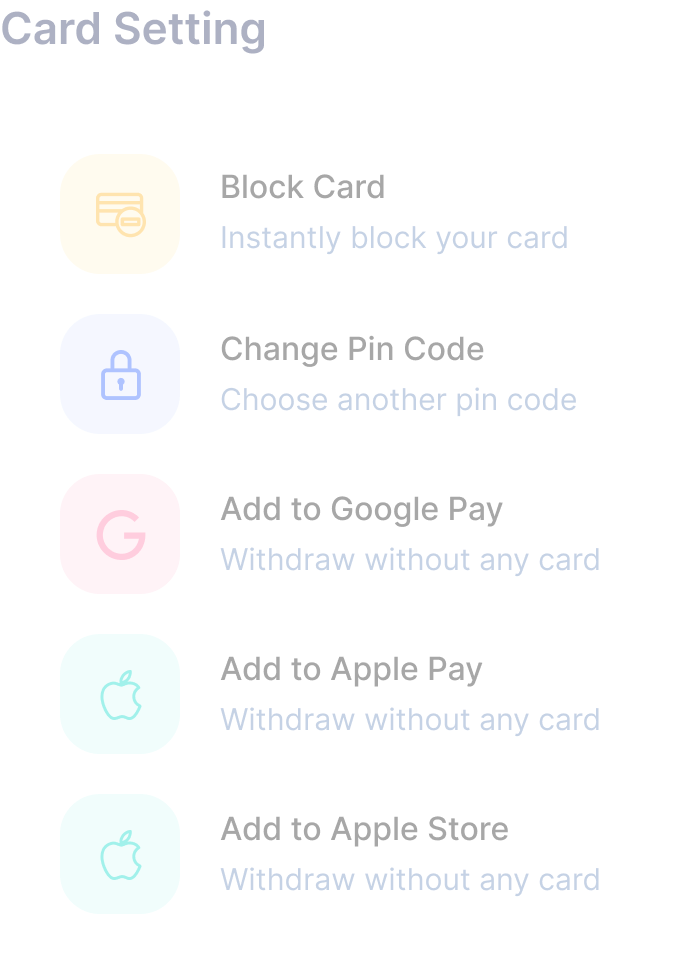 Card Setting
Block Card
Instantly block your card
Change Pin Code
Choose another pin code
Add to Google Pay
Withdraw without any card
Add to Apple Pay
Withdraw without any card
Add to Apple Store
Withdraw without any card